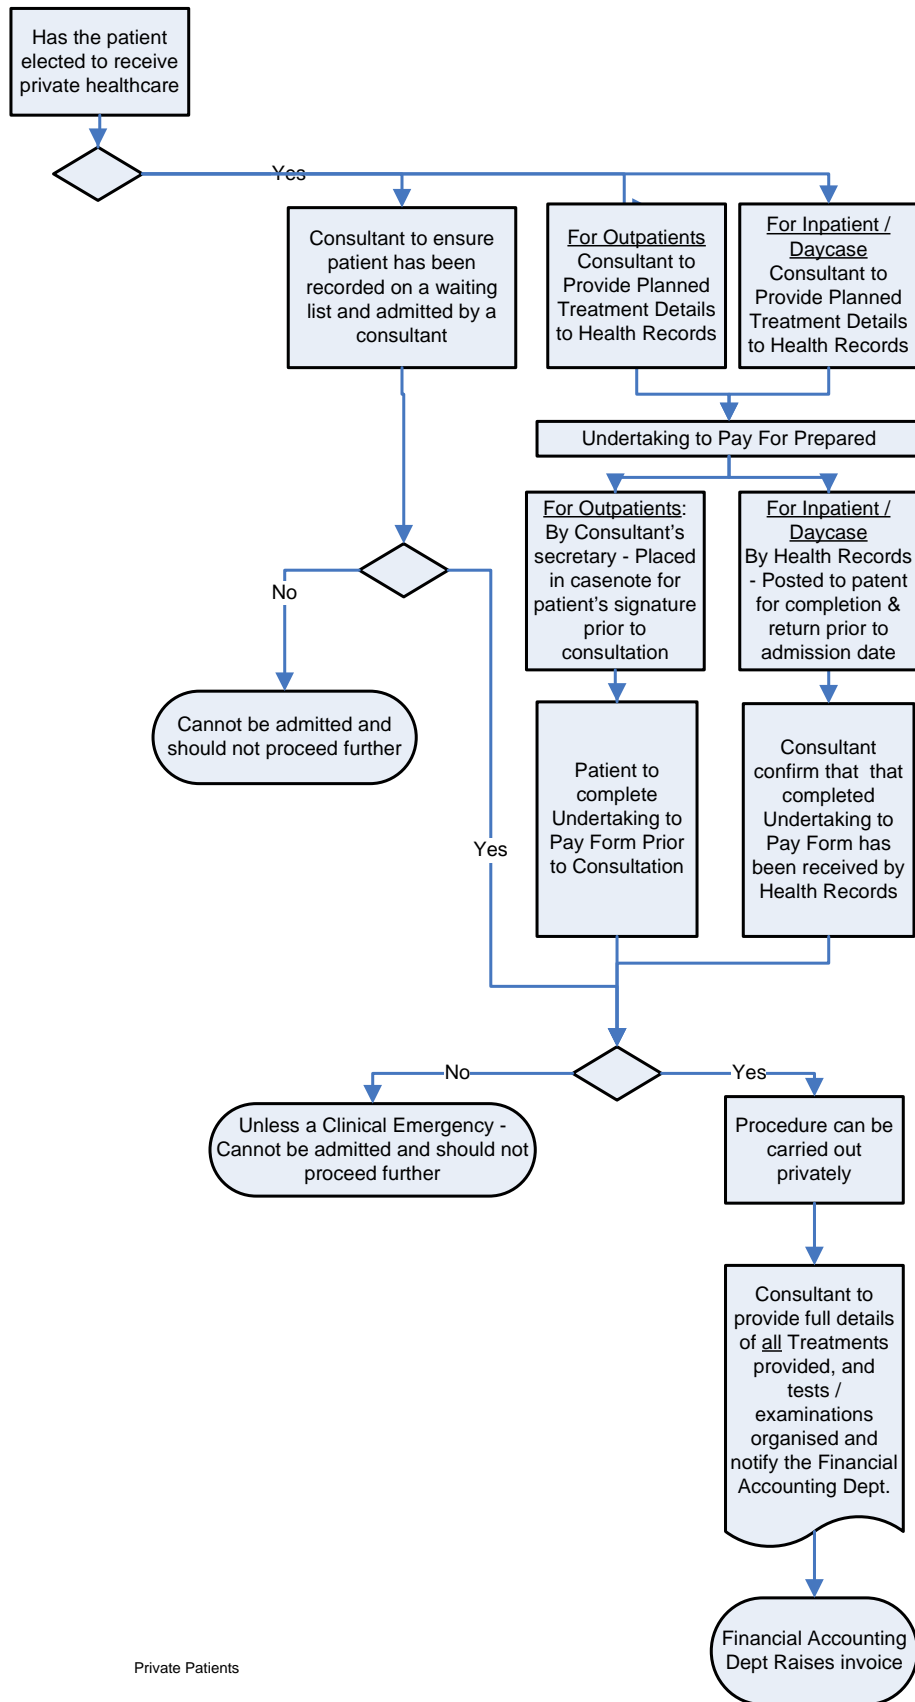 Has the patient
elected to receive
private healthcare
Yes
Consultant to ensure
patient has been
recorded on a waiting
list and admitted by a
consultant
For Outpatients
Consultant to
Provide Planned
Treatment Details
to Health Records
For Inpatient /
Daycase
Consultant to
Provide Planned
Treatment Details
to Health Records
Undertaking to Pay For Prepared
For Outpatients:
By Consultant's
secretary - Placed
in casenote for
patient's signature
prior to
consultation
For Inpatient /
Daycase
By Health Records
- Posted to patent
for completion &
return prior to
admission date
No
Cannot be admitted and
should not proceed further
Yes
Patient to
complete
Undertaking to
Pay Form Prior
to Consultation
Consultant
confirm that  that
completed
Undertaking to
Pay Form has
been received by
Health Records
No
Yes
Unless a Clinical Emergency -
Cannot be admitted and should not
proceed further
Procedure can be
carried out
privately
Consultant to
provide full details
of all Treatments
provided, and
tests /
examinations
organised and
notify the Financial
Accounting Dept.
Financial Accounting
Dept Raises invoice
Private Patients